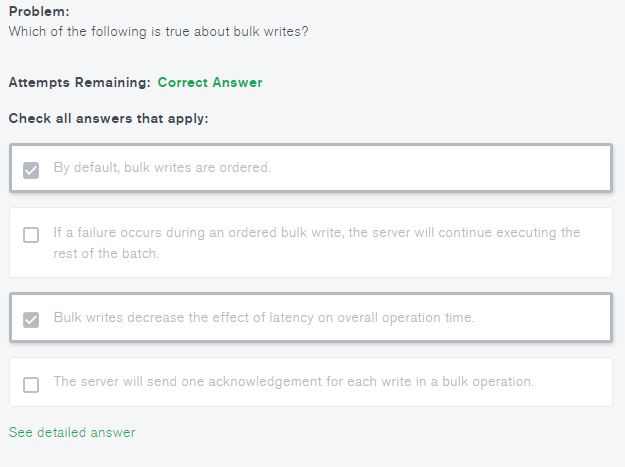 Problem:
Which of the following is true about bulk writes?
Attempts Remaining: Correct Answer
Check all answers that apply:
By default, bulk writes are ordered.
If a failure occurs during an ordered bulk write, the server will continue executing the
rest of the batch.
Bulk writes decrease the effect of latency on overall operation time.
The server will send one acknowledgement for each write in a bulk operation.
See detailed answer